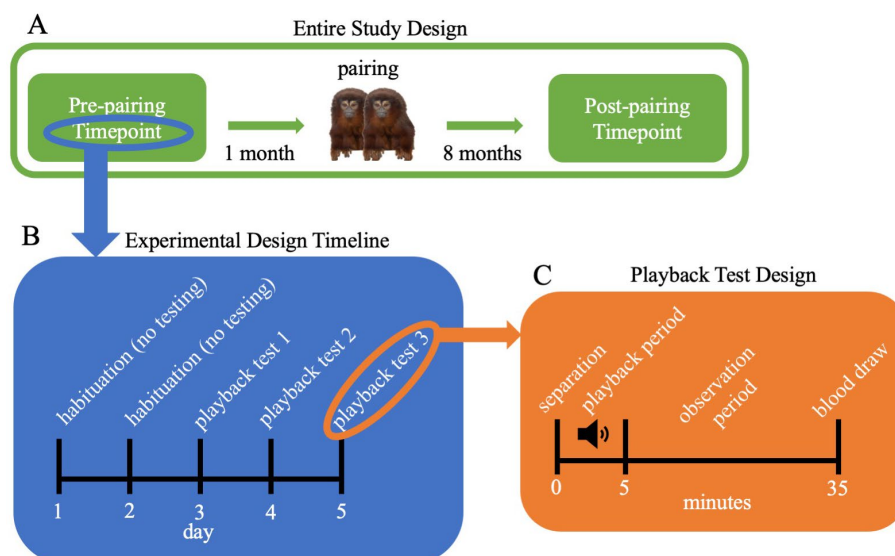 A
Entire Study Design
Pre-pairing
Timepoint
1 month
pairing
8 months
Post-pairing
Timepoint
B
Experimental Design Timeline
habituation (no testing)
habituation (no testing)
playback test 1
playback test 2
playback test 3
1
2
3
4
5
day
C
Playback Test Design
separation
playback period
observation
period
blood draw
0
5
35
minutes